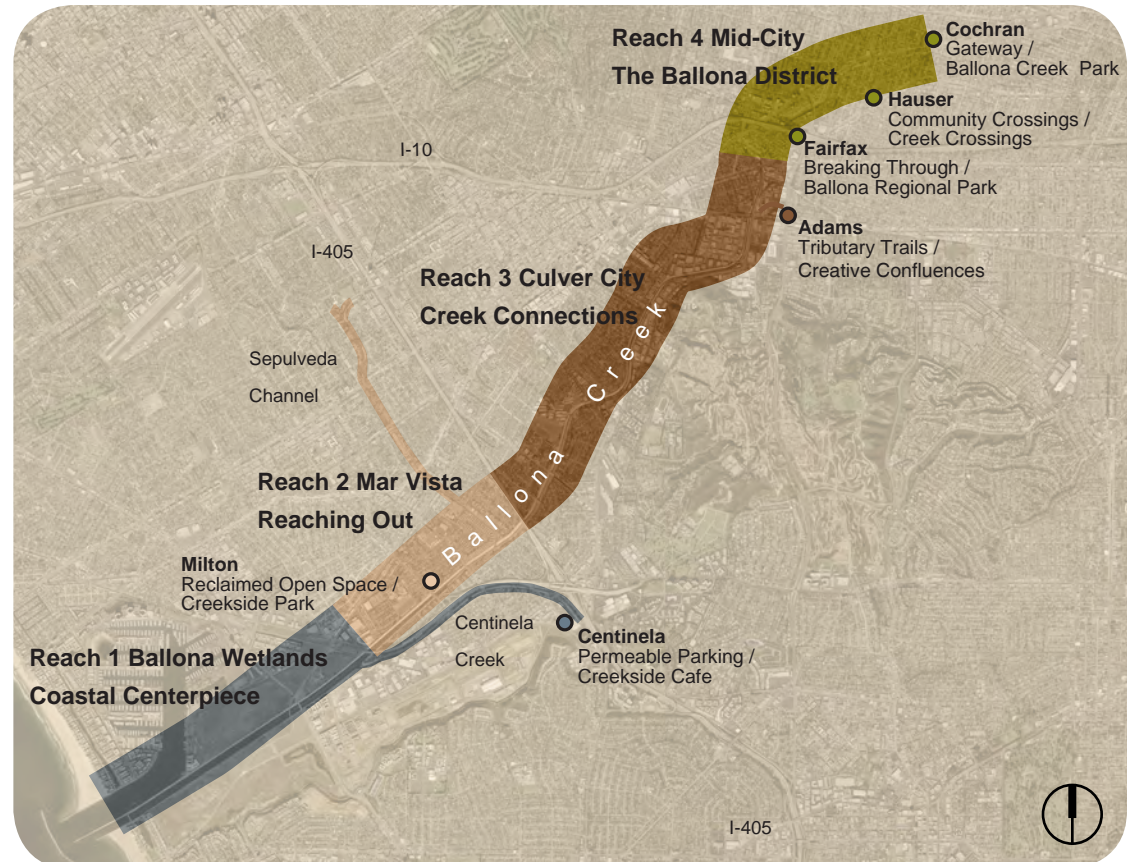 Reach 4 Mid-City
The Ballona District
Cochran
Gateway /
Ballona Creek Park
Hauser
Community Crossings /
Creek Crossings
Fairfax
Breaking Through /
Ballona Regional Park
I-10
Adams
Tributary Trails /
Creative Confluences
I-405
Reach 3 Culver City
Creek Connections
Sepulveda
Channel
Ballona Creek
Reach 2 Mar Vista
Reaching Out
Milton
Reclaimed Open Space /
Creekside Park
Centinela
Creek
Centinela
Permeable Parking /
Creekside Cafe
Reach 1 Ballona Wetlands
Coastal Centerpiece
I-405